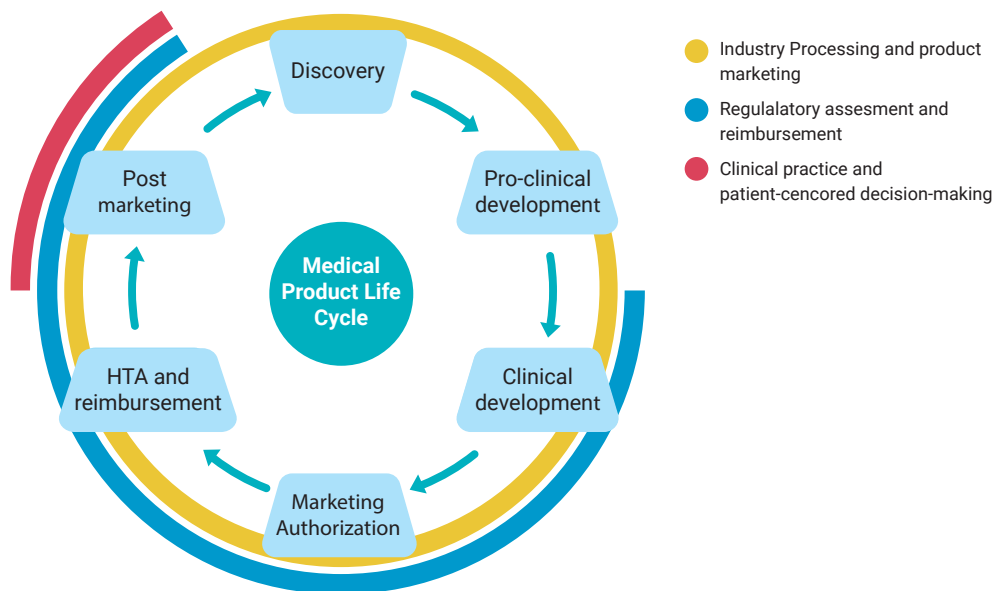 Discovery
Pro-clinical
development
Clinical
development
Marketing
Authorization
HTA and
reimbursement
Post
marketing
Medical
Product Life
Cycle
Industry Processing and product
marketing
Regulalatory assesment and
reimbursement
Clinical practice and
patient-cencored decision-making